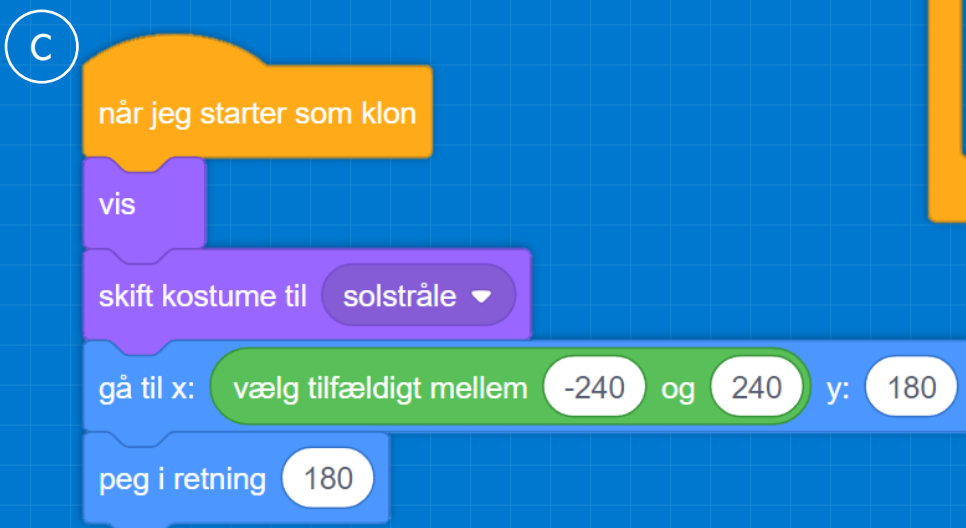 C
når jeg starter som klon
vis
skift kostume til solstråle
gå til x: vælg tilfældigt mellem -240 og 240 y: 180
peg i retning 180